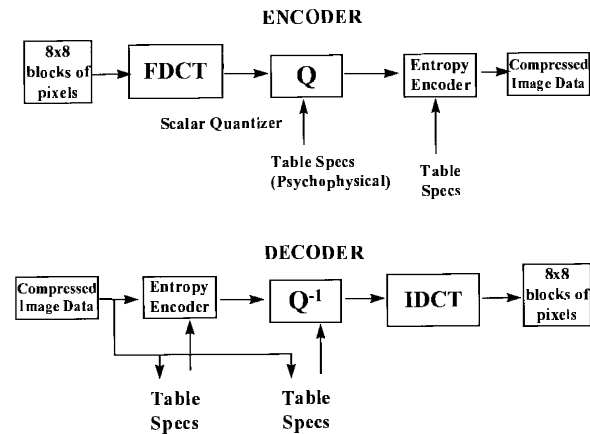 ENCODER
8x8
blocks of
pixels
FDCT
Q
Entropy
Encoder
Compressed
Image Data
Scalar Quantizer
Table Specs
(Psychophysical)
Table
Specs
DECODER
Compressed
Image Data
Entropy
Encoder
Q-1
IDCT
8x8
blocks of
pixels
Table
Specs
Table
Specs